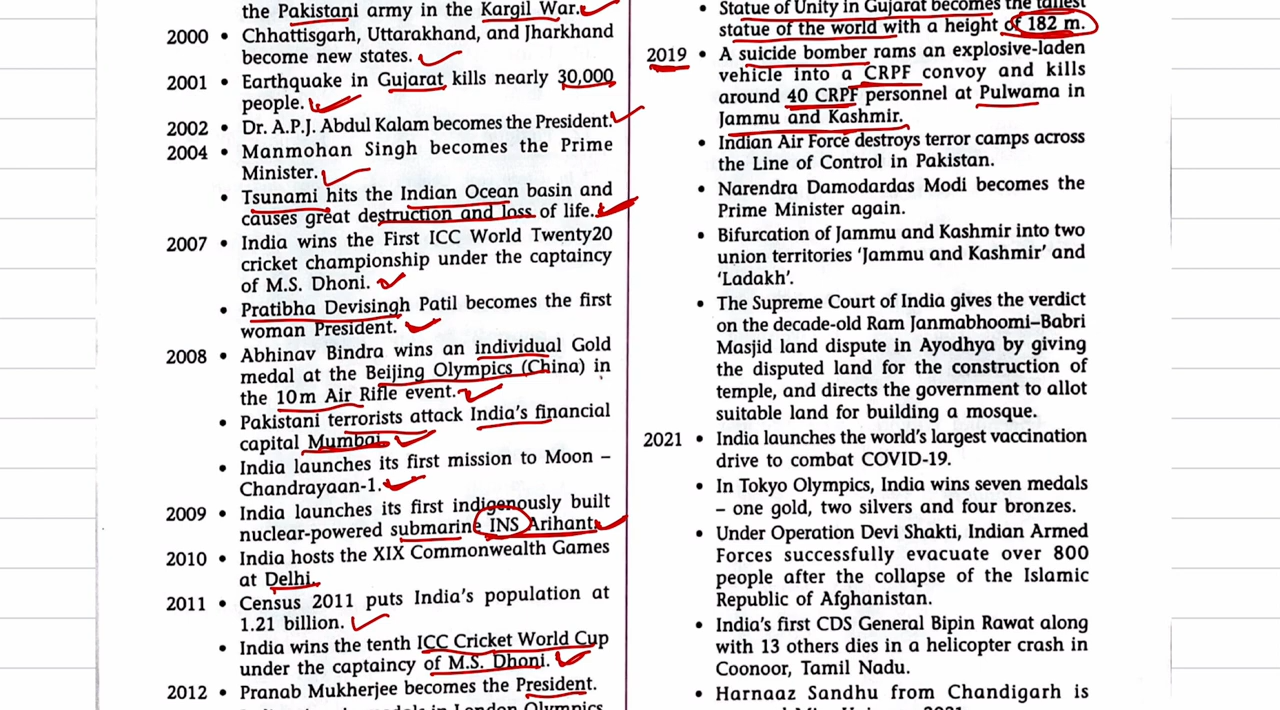 the Pakistani army in the Kargil War.
2000 • Chhattisgarh, Uttarakhand, and Jharkhand
become new states.
2001 • Earthquake in Gujarat kills nearly 30,000
people.
2002 • Dr. A.P.J. Abdul Kalam becomes the President.
2004 • Manmohan Singh becomes the Prime
Minister.
• Tsunami hits the Indian Ocean basin and
causes great destruction and loss of life.
2007 • India wins the First ICC World Twenty20
cricket championship under the captaincy
of M.S. Dhoni.
• Pratibha Devisingh Patil becomes the first
woman President.
2008 • Abhinav Bindra wins an individual Gold
medal at the Beijing Olympics (China) in
the 10m Air Rifle event.
• Pakistani terrorists attack India's financial
capital Mumbai.
• India launches its first mission to Moon –
Chandrayaan-1.
2009 • India launches its first indigenously built
nuclear-powered submarine INS Arihant.
2010 • India hosts the XIX Commonwealth Games
at Delhi.
2011 • Census 2011 puts India's population at
1.21 billion.
• India wins the tenth ICC Cricket World Cup
under the captaincy of M.S. Dhoni.
2012 • Pranab Mukherjee becomes the President.
• Statue of Unity in Gujarat becomes the tallest
statue of the world with a height of 182 m.
2019 • A suicide bomber rams an explosive-laden
vehicle into a CRPF convoy and kills
around 40 CRPF personnel at Pulwama in
Jammu and Kashmir.
• Indian Air Force destroys terror camps across
the Line of Control in Pakistan.
• Narendra Damodardas Modi becomes the
Prime Minister again.
• Bifurcation of Jammu and Kashmir into two
union territories 'Jammu and Kashmir' and
'Ladakh'.
• The Supreme Court of India gives the verdict
on the decade-old Ram Janmabhoomi–Babri
Masjid land dispute in Ayodhya by giving
the disputed land for the construction of
temple, and directs the government to allot
suitable land for building a mosque.
2021 • India launches the world's largest vaccination
drive to combat COVID-19.
• In Tokyo Olympics, India wins seven medals
– one gold, two silvers and four bronzes.
• Under Operation Devi Shakti, Indian Armed
Forces successfully evacuate over 800
people after the collapse of the Islamic
Republic of Afghanistan.
• India's first CDS General Bipin Rawat along
with 13 others dies in a helicopter crash in
Coonoor, Tamil Nadu.
• Harnaaz Sandhu from Chandigarh is